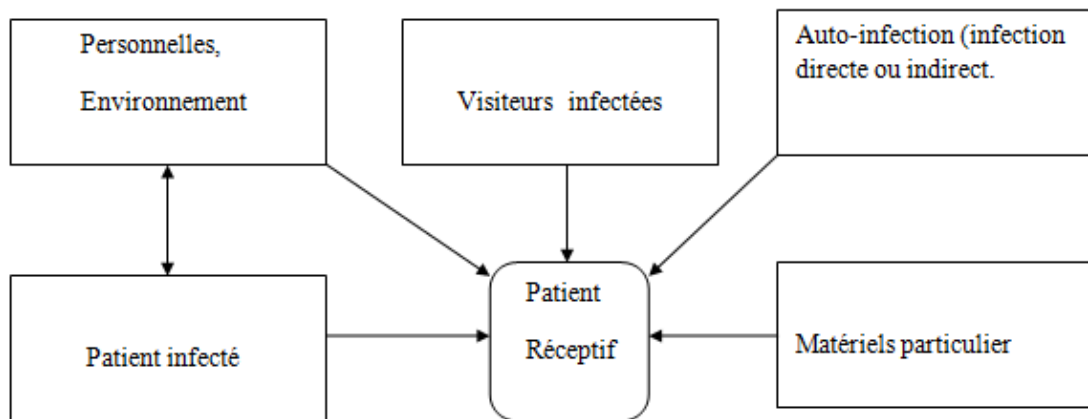 Personnelles,
Environnement
Visiteurs infectées
Auto-infection (infection
directe ou indirect.
Patient infecté
Patient
Réceptif
Matériels particulier